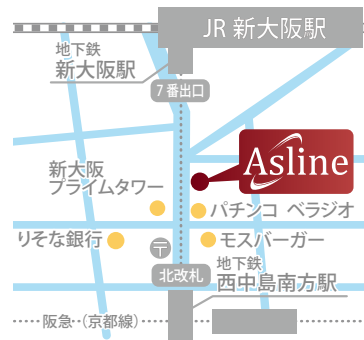 JR 新大阪駅
地下鉄
新大阪駅
7番出口
Asline
新大阪
プライムタワー
パチンコ ベラジオ
りそな銀行
モスバーガー
〒
北改札
地下鉄
西中島南方駅
阪急（京都線）